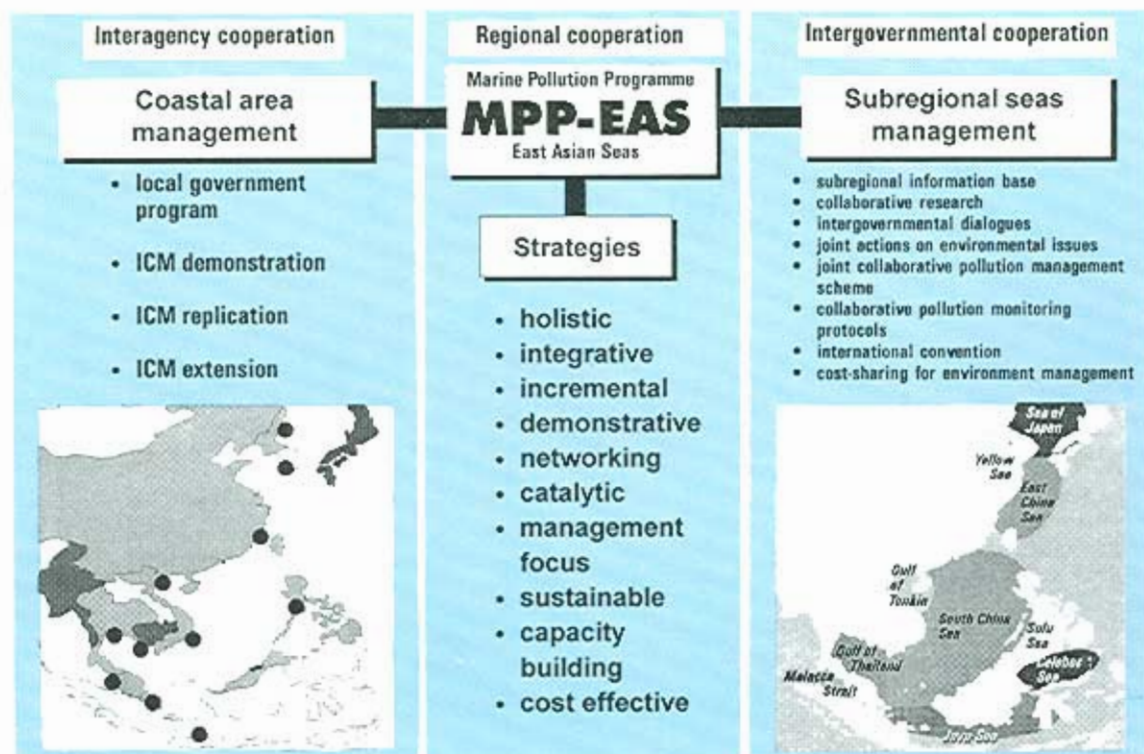 Interagency cooperation
Coastal area
management
• local government
program
• ICM demonstration
• ICM replication
• ICM extension
Regional cooperation
Marine Pollution Programme
MPP-EAS
East Asian Seas
Strategies
• holistic
• integrative
• incremental
• demonstrative
• networking
• catalytic
• management
focus
• sustainable
• capacity
building
• cost effective
Intergovernmental cooperation
Subregional seas
management
• subregional information base
• collaborative research
• intergovernmental dialogues
• joint actions on environmental issues
• joint collaborative pollution management
scheme
• collaborative pollution monitoring
protocols
• international convention
• cost-sharing for environment management
Sea of
Japan
Yellow
Sea
East
China
Sea
Gulf
of
Tonkin
South China
Sea
Sulu
Sea
Gulf of
Thailand
Celebes
Sea
Malacca
Strait
Java Sea